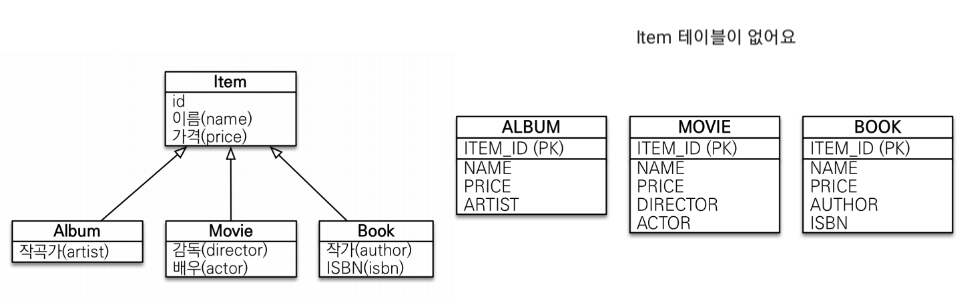 Item 테이블이 없어요
Item
id
이름(name)
가격(price)
Album
작곡가(artist)
Movie
감독(director)
배우(actor)
Book
작가(author)
ISBN(isbn)
ALBUM
ITEM_ID (PK)
NAME
PRICE
ARTIST
MOVIE
ITEM_ID (PK)
NAME
PRICE
DIRECTOR
ACTOR
BOOK
ITEM_ID (PK)
NAME
PRICE
AUTHOR
ISBN